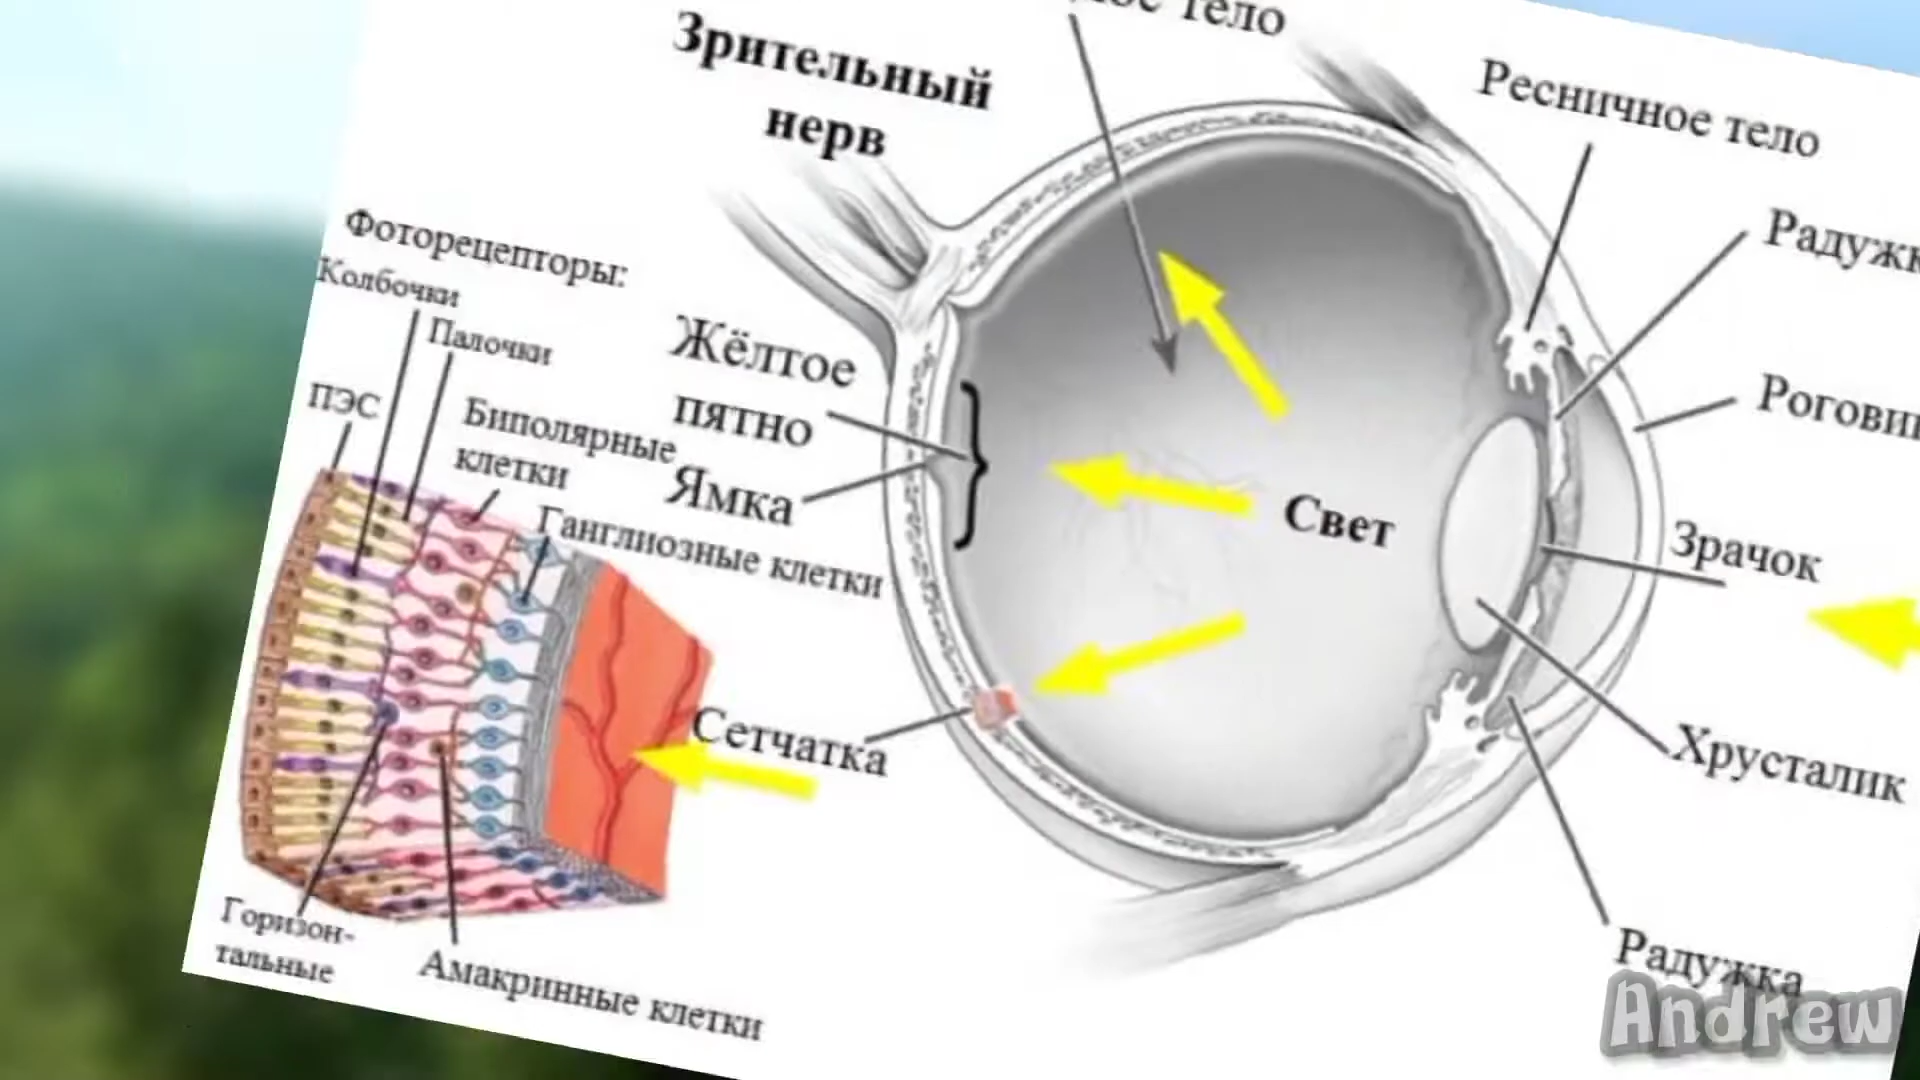 тело
Зрительный
нерв
Ресничное тело
Фоторецепторы:
Колбочки
Палочки
ПЭС
Биполярные
клетки
Ганглиозные клетки
Жёлтое
пятно
Ямка
Свет
Зрачок
Сетчатка
Хрусталик
Горизон-
тальные
Амакринные клетки
Радужка
Andrew